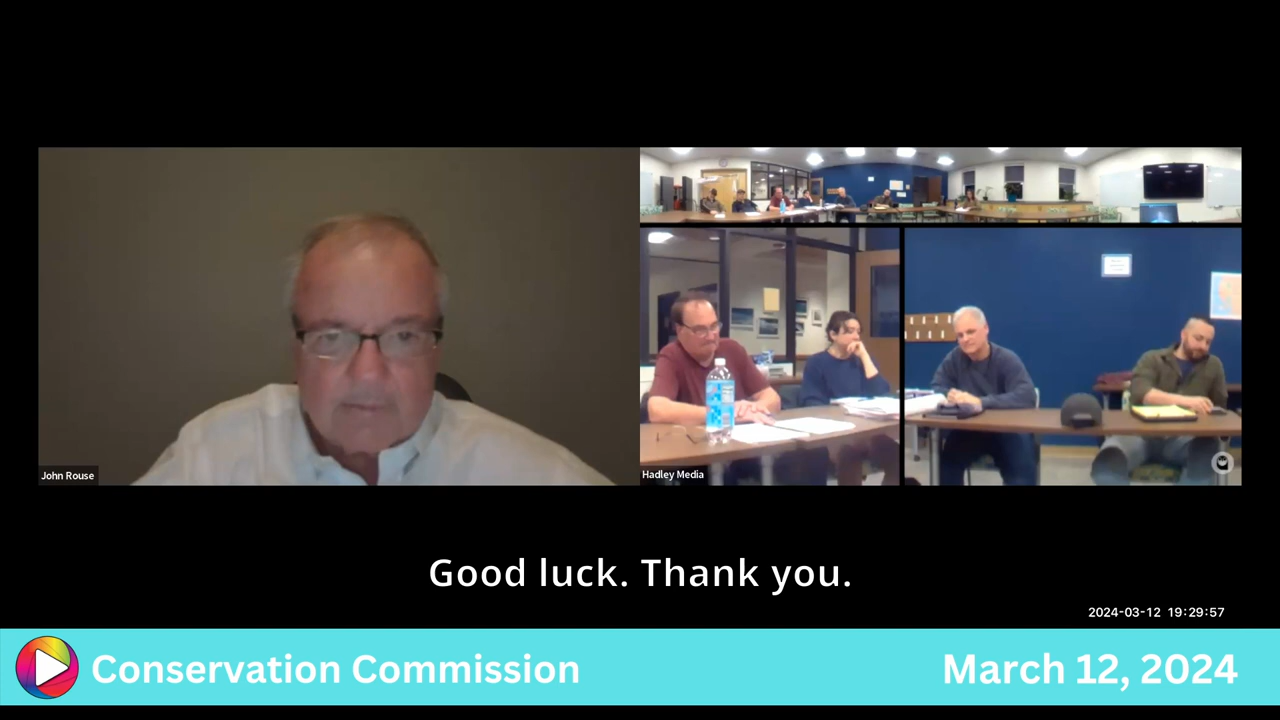 John Rouse
Hadley Media
Good luck. Thank you.
2024-03-12 19:29:57
Conservation Commission
March 12, 2024